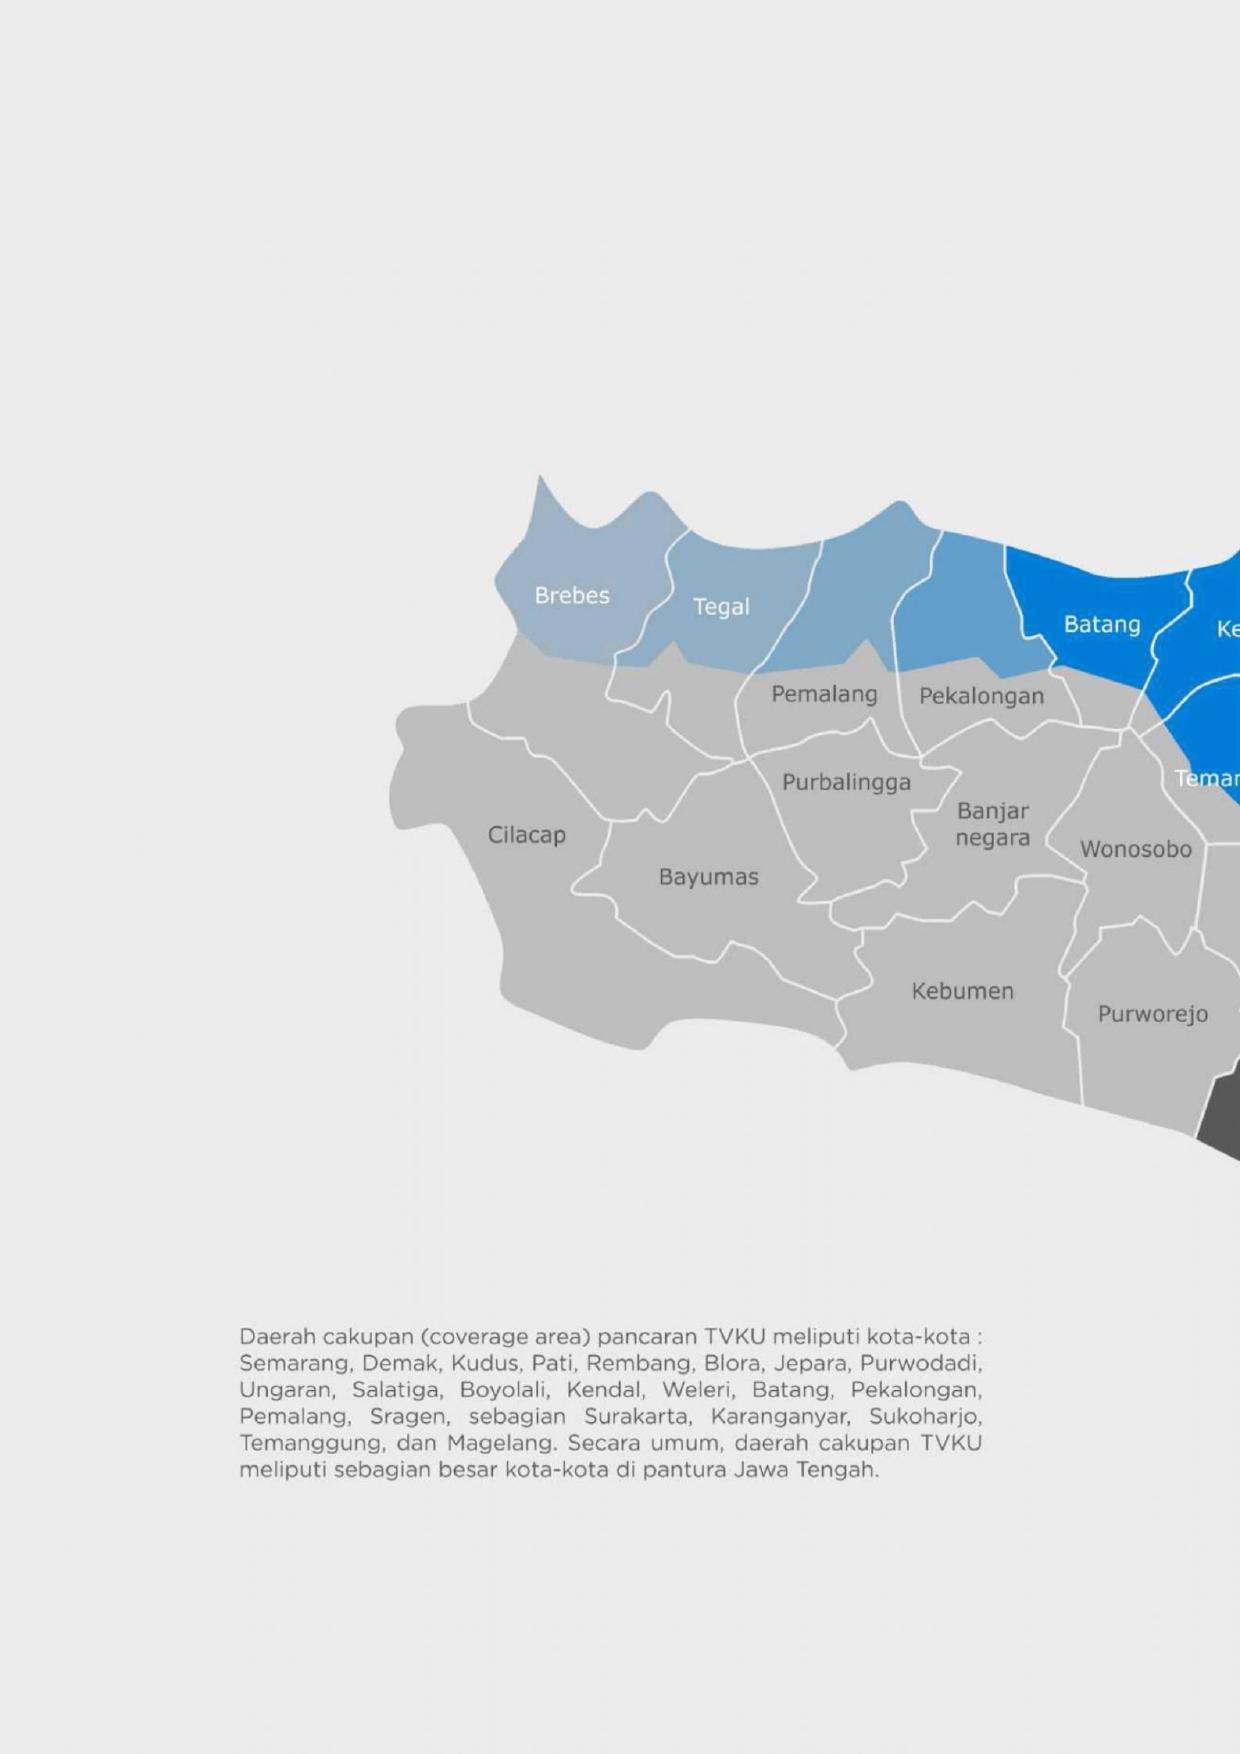 Brebes
Tegal
Batang
Ke
Pemalang
Pekalongan
Temar
Purbalingga
Banjar
negara
Cilacap
Wonosobo
Bayumas
Kebumen
Purworejo
Daerah cakupan (coverage area) pancaran TVKU meliputi kota-kota :
Semarang, Demak, Kudus, Pati, Rembang, Blora, Jepara, Purwodadi,
Ungaran, Salatiga, Boyolali, Kendal, Weleri, Batang, Pekalongan,
Pemalang, Sragen, sebagian Surakarta, Karanganyar, Sukoharjo,
Temanggung, dan Magelang. Secara umum, daerah cakupan TVKU
meliputi sebagian besar kota-kota di pantura Jawa Tengah.